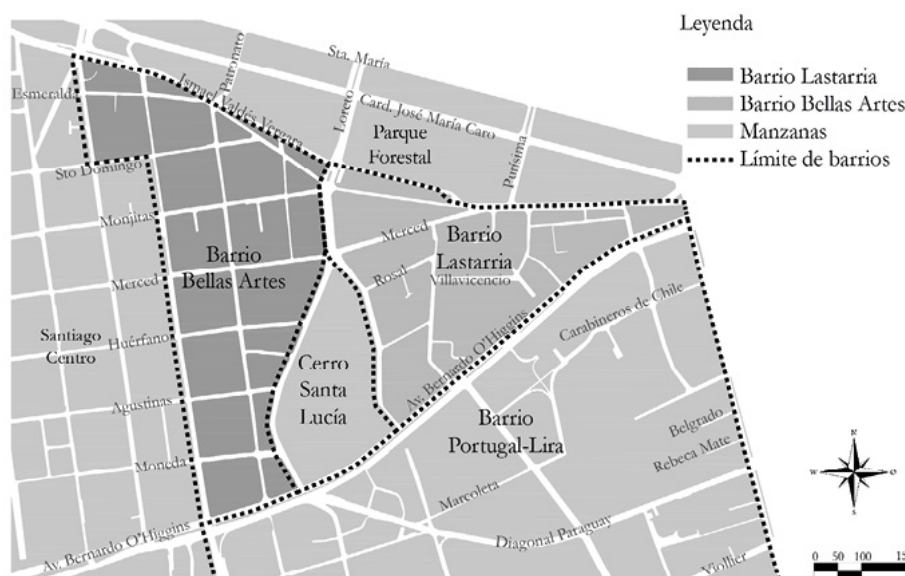 Leyenda
Barrio Lastarria
Barrio Bellas Artes
Manzanas
Límite de barrios
Sta. María
Patronato
Ismael Valdés Vergara
Loreto
Card. José María Caro
Esmeralda
Parque
Forestal
Purísima
Sto Domingo
Monjitas
Merced
Barrio
Lastarria
Barrio
Bellas Artes
Rosal
Villavicencio
Merced
Carabineros de Chile
Santiago
Centro
Huérfano
Av. Bernardo O'Higgins
Cerro
Santa
Lucía
Agustinas
Barrio
Portugal-Lira
Belgrado
Moneda
Rebeca Mate
Marcoleta
Av. Bernardo O'Higgins
Diagonal Paraguay
Viollier
N
W
O
S
0 50 100 15